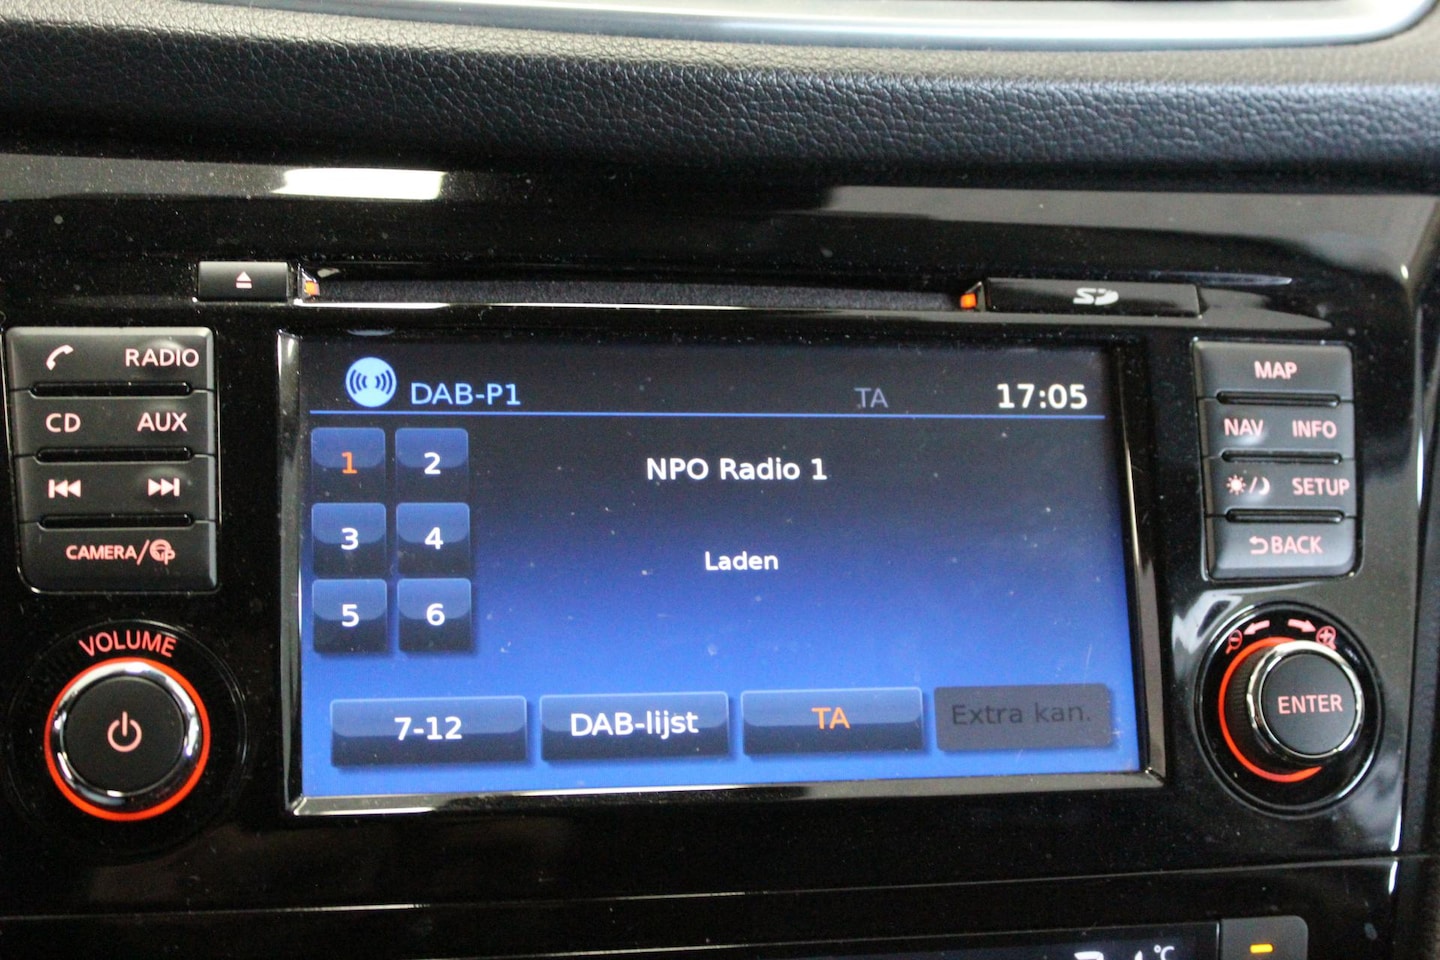 SD
RADIO
CD AUX
CAMERA/
VOLUME
DAB-P1 TA 17:05
1 2
3 4
5 6
NPO Radio 1
Laden
7-12 DAB-lijst TA Extra kan.
MAP
NAV INFO
SETUP
BACK
ENTER
°C